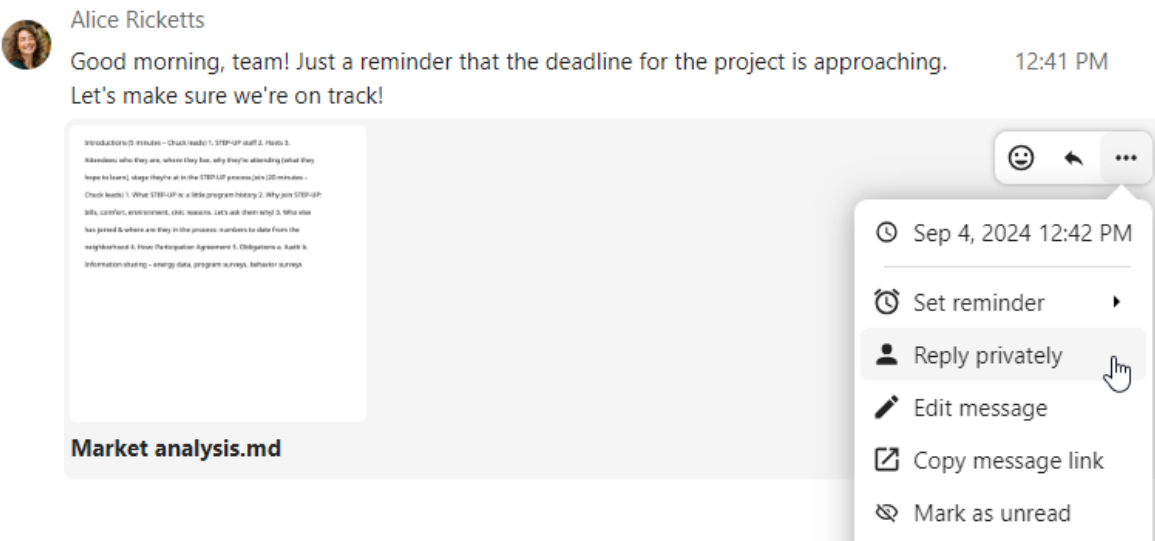 Alice Ricketts
Good morning, team! Just a reminder that the deadline for the project is approaching. 12:41 PM
Let's make sure we're on track!
Introductions (5 minutes – Chuck leads) 1. STEP-UP staff 2. Hosts 3.
Attendees: who they are, where they live, why they're attending (what they
hope to learn), stage they're at in the STEP-UP process Join (20 minutes –
Chuck leads) 1. What STEP-UP is: a little program history 2. Why join STEP-UP:
bills, comfort, environment, civic reasons. Let's ask them why! 3. Who else
has joined & where are they in the process: numbers to date from the
neighborhood 4. How: Participation Agreement 5. Obligations a. Audit b.
Information sharing – energy data, program surveys, behavior surveys
Market analysis.md
Sep 4, 2024 12:42 PM
Set reminder
Reply privately
Edit message
Copy message link
Mark as unread